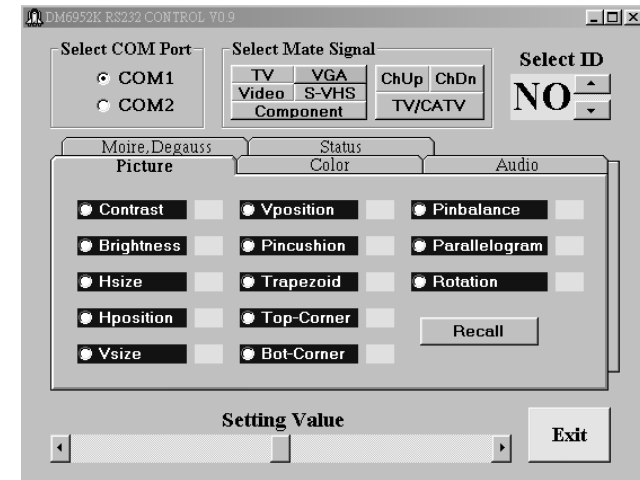 DM6952K RS232 CONTROL V0.9
Select COM Port
COM1
COM2
Select Mate Signal
TV VGA
Video S-VHS
Component
ChUp ChDn
TV/CATV
Select ID
NO
Moire,Degauss Status
Picture Color Audio
Contrast Vposition Pinbalance
Brightness Pincushion Parallelogram
Hsize Trapezoid Rotation
Hposition Top-Corner
Recall
Vsize Bot-Corner
Setting Value
Exit